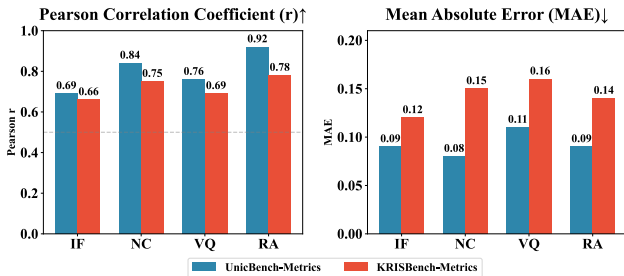 Pearson Correlation Coefficient (r)↑
Pearson r
1.0
0.8
0.6
0.4
0.2
0.0
0.69
0.66
0.84
0.75
0.76
0.69
0.92
0.78
IF
NC
VQ
RA
Mean Absolute Error (MAE)↓
MAE
0.20
0.15
0.10
0.05
0.00
0.09
0.12
0.08
0.15
0.11
0.16
0.09
0.14
IF
NC
VQ
RA
UnicBench-Metrics
KRISBench-Metrics